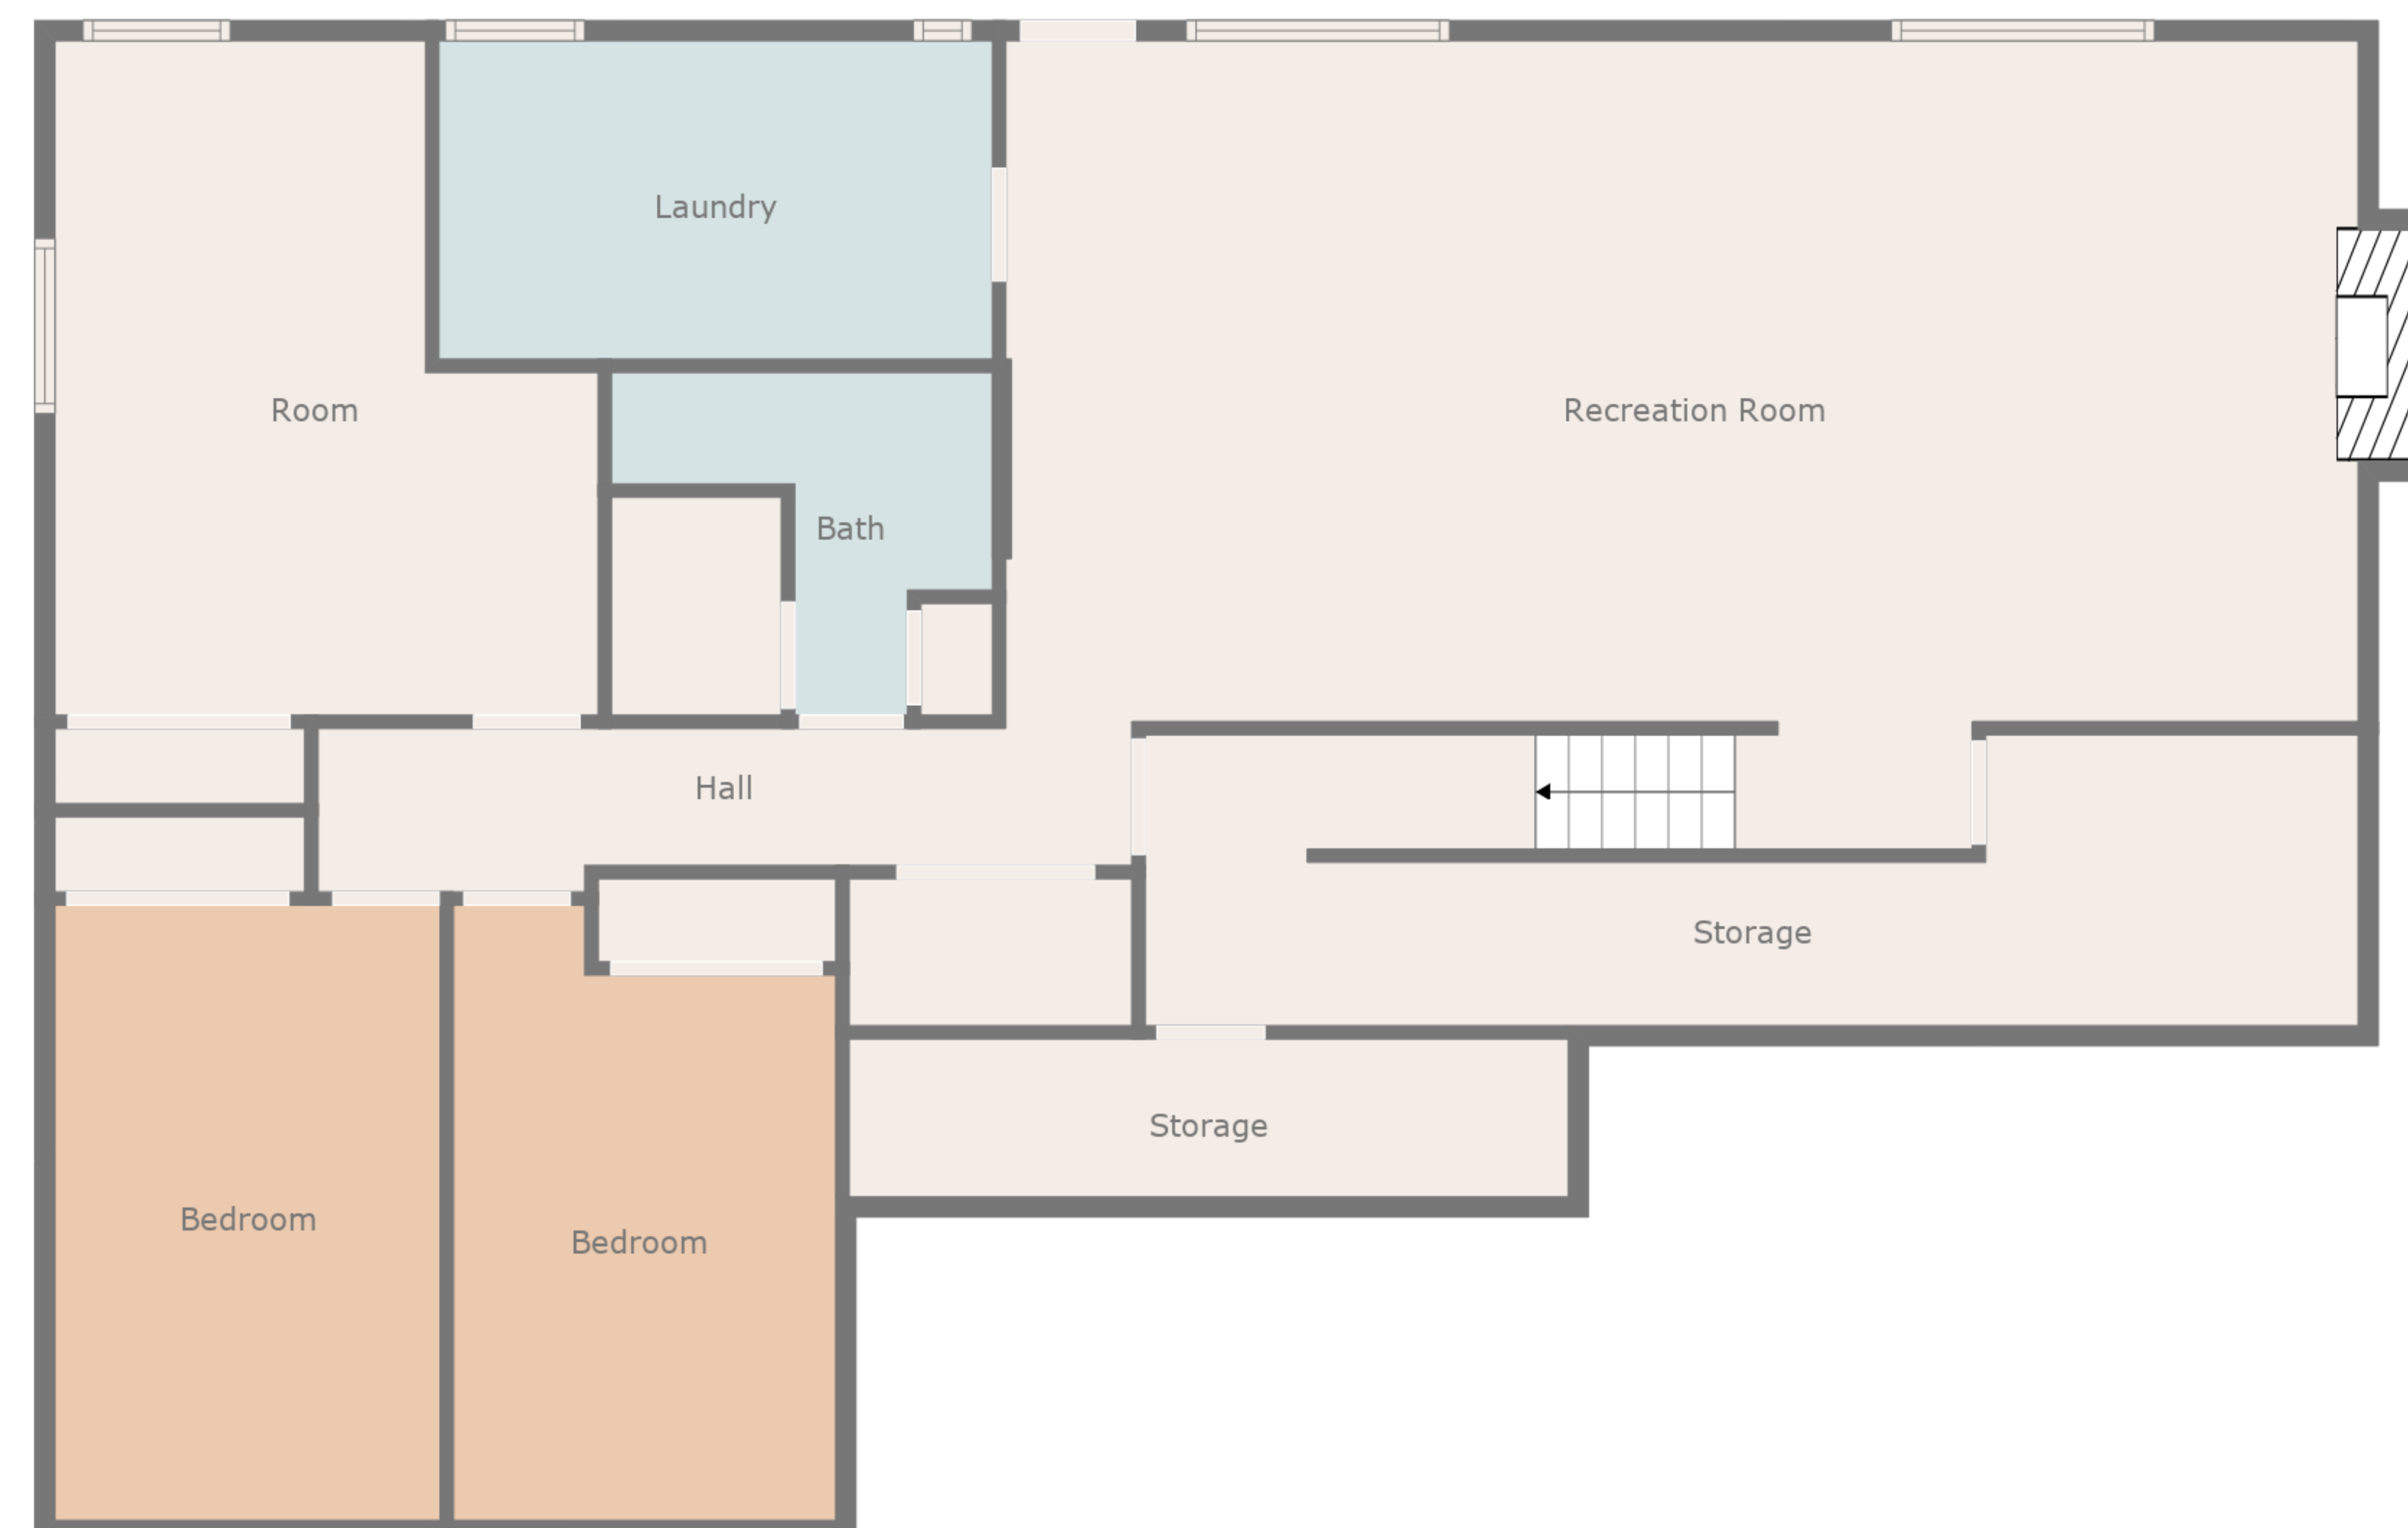 Laundry
Room
Recreation Room
Bath
Hall
Storage
Storage
Bedroom
Bedroom